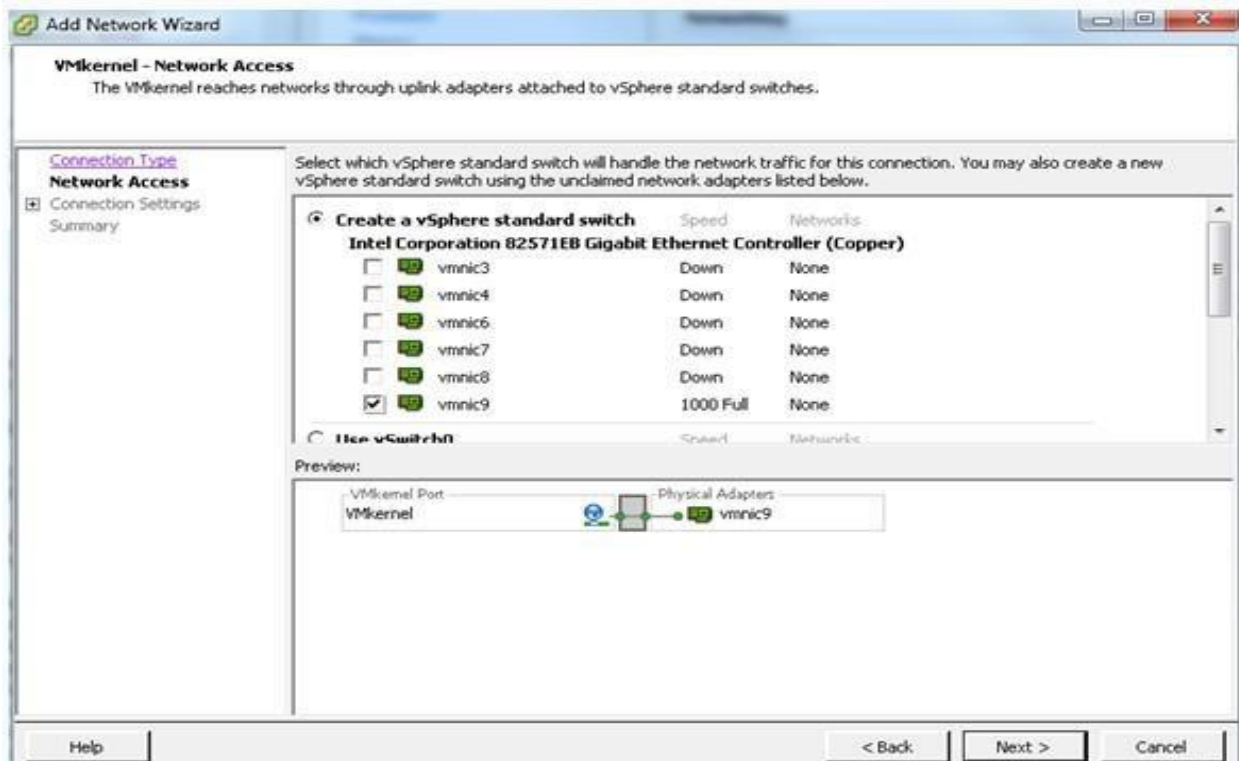 Add Network Wizard
VMkernel - Network Access
The VMkernel reaches networks through uplink adapters attached to vSphere standard switches.
Connection Type
Network Access
Connection Settings
Summary
Select which vSphere standard switch will handle the network traffic for this connection. You may also create a new
vSphere standard switch using the unclaimed network adapters listed below.
Create a vSphere standard switch Speed Networks
Intel Corporation 82571EB Gigabit Ethernet Controller (Copper)
vmnic3 Down None
vmnic4 Down None
vmnic6 Down None
vmnic7 Down None
vmnic8 Down None
vmnic9 1000 Full None
Use vSwitch0 Speed Networks
Preview:
VMkernel Port Physical Adapters
VMkernel vmnic9
Help < Back Next > Cancel